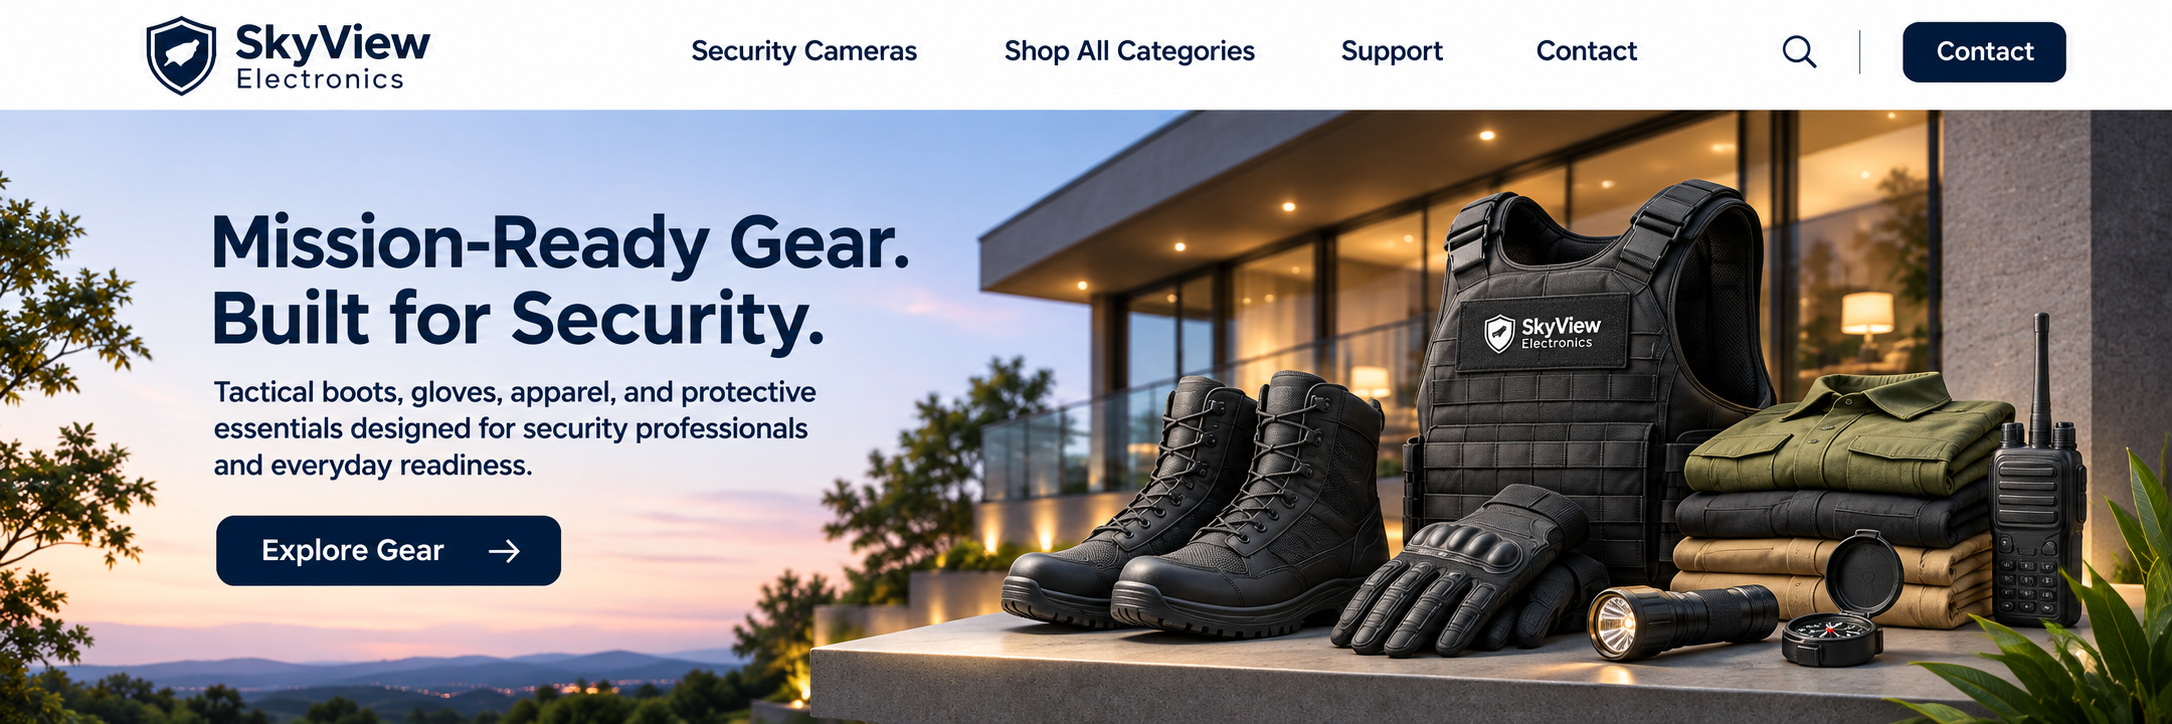 SkyView
Electronics
Security Cameras
Shop All Categories
Support
Contact
Contact
Mission-Ready Gear.
Built for Security.
Tactical boots, gloves, apparel, and protective
essentials designed for security professionals
and everyday readiness.
Explore Gear
SkyView
Electronics